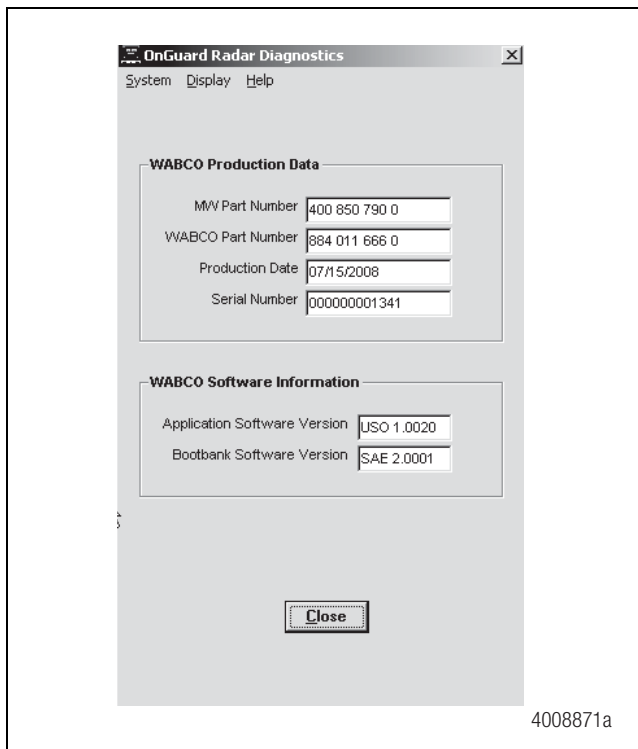 OnGuard Radar Diagnostics
System Display Help
WABCO Production Data
MW Part Number 400 850 790 0
WABCO Part Number 884 011 666 0
Production Date 07/15/2008
Serial Number 000000001341
WABCO Software Information
Application Software Version USO 1.0020
Bootbank Software Version SAE 2.0001
Close
4008871a